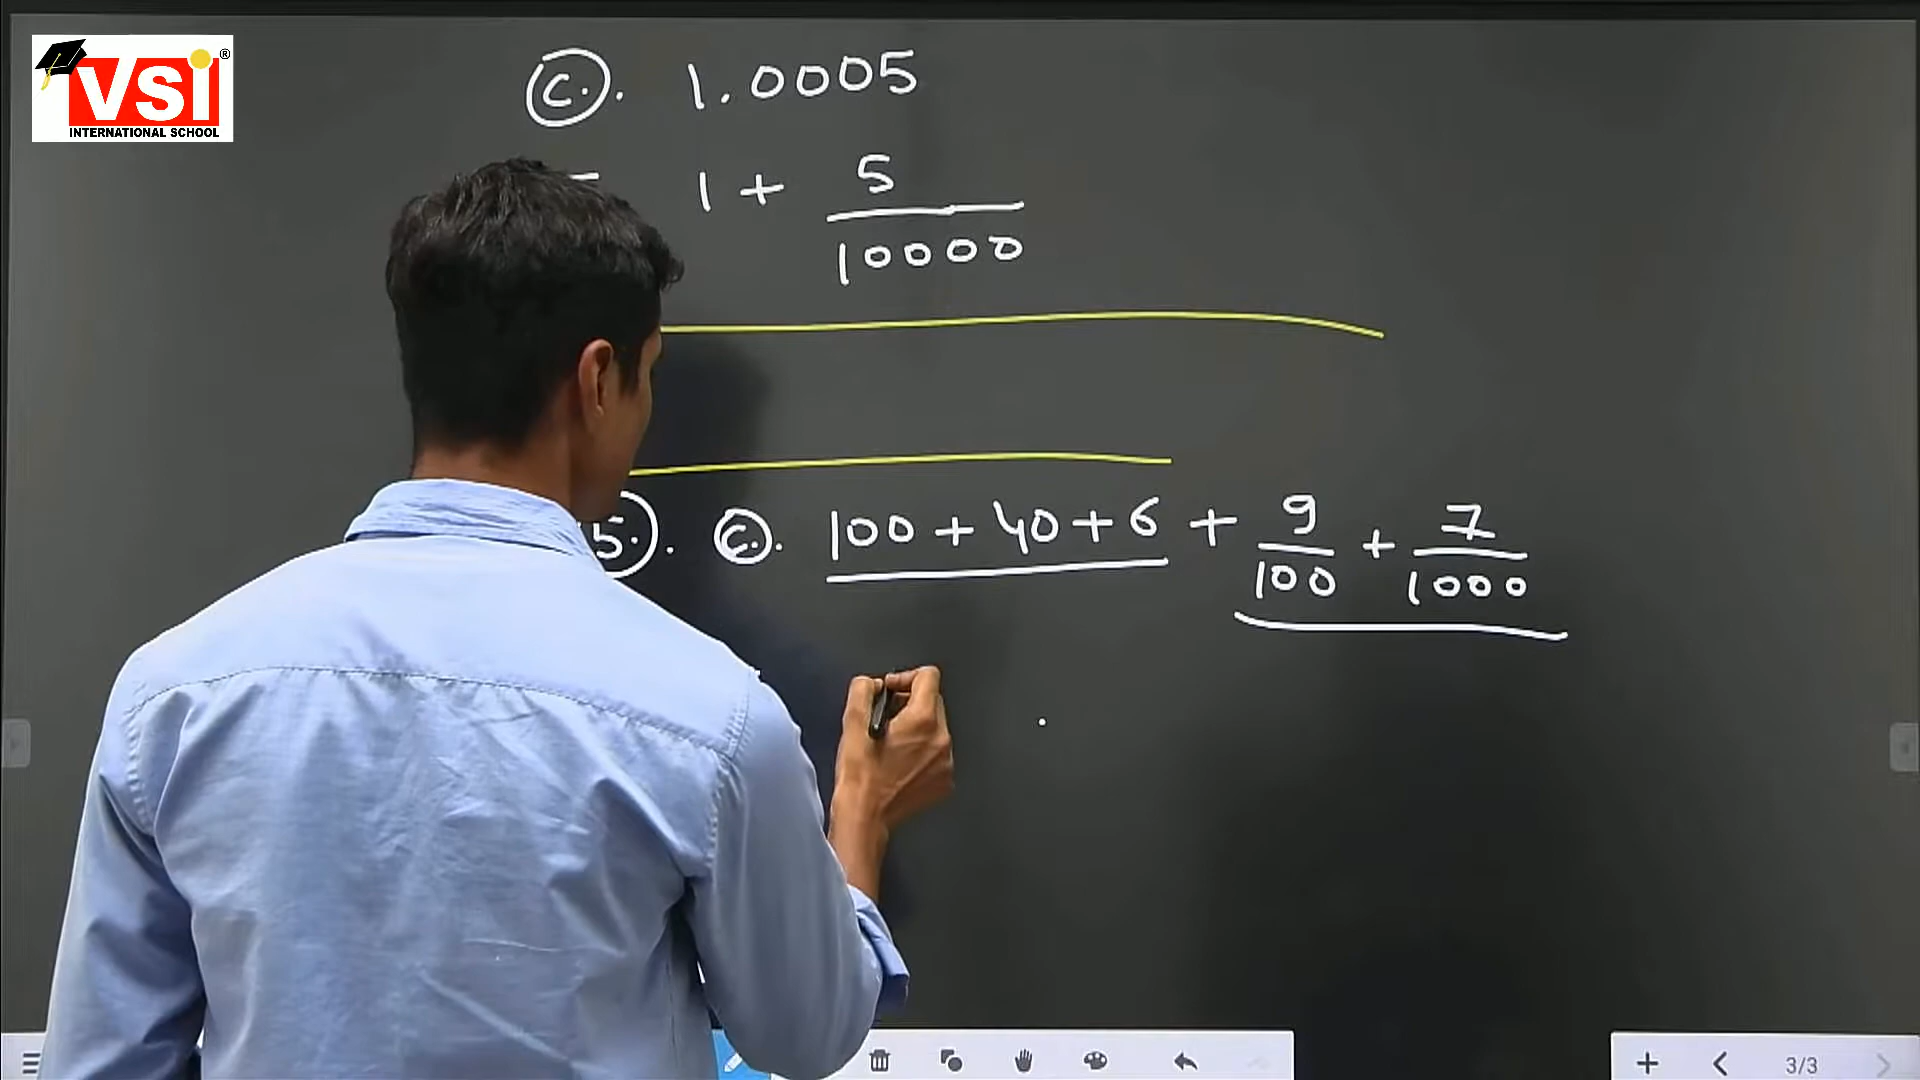 VSI®
INTERNATIONAL SCHOOL
C. 1.0005
= 1 + 5/10000
5. C. 100 + 40 + 6 + 9/100 + 7/1000
3/3